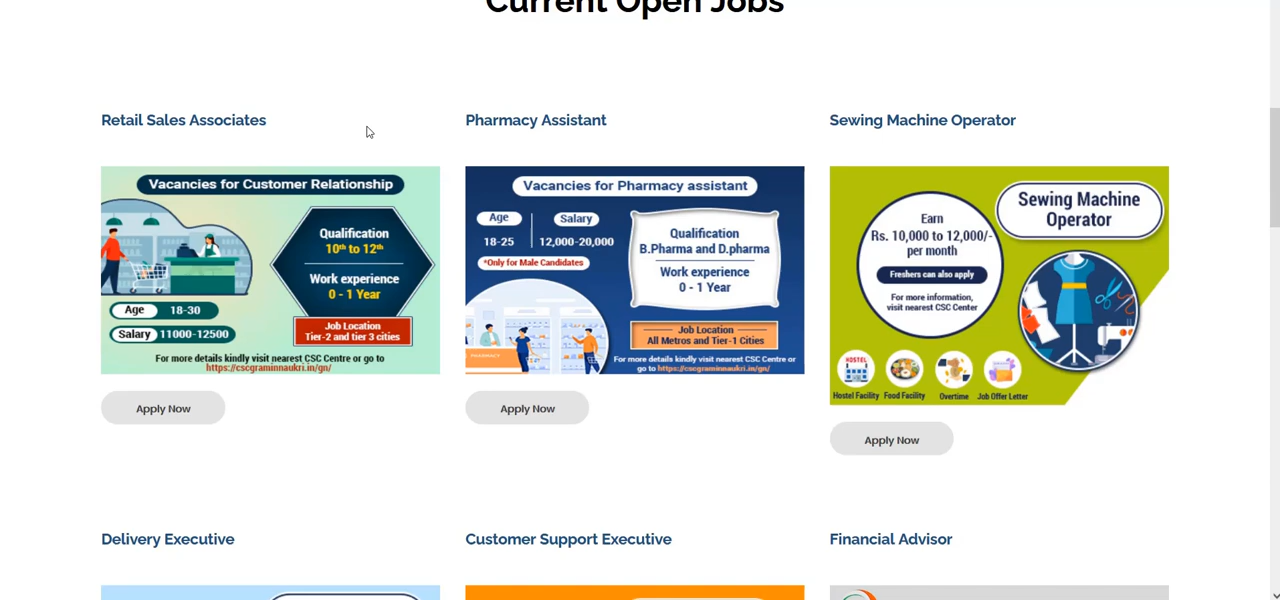 Current Open Jobs
Retail Sales Associates
Pharmacy Assistant
Sewing Machine Operator
Vacancies for Customer Relationship
Qualification
10th to 12th
Work experience
0 - 1 Year
Age 18-30
Salary 11000-12500
Job Location
Tier-2 and tier 3 cities
For more details kindly visit nearest CSC Centre or go to
https://cscgraminnaukri.in/gn/
Vacancies for Pharmacy assistant
Age
18-25
Salary
12,000-20,000
*Only for Male Candidates
Qualification
B.Pharma and D.pharma
Work experience
0 - 1 Year
PHARMACY
Job Location
All Metros and Tier-1 Cities
For more details kindly visit nearest CSC Centre or
go to https://cscgraminnaukri.in/gn/
Sewing Machine
Operator
Earn
Rs. 10,000 to 12,000/-
per month
Freshers can also apply
For more information,
visit nearest CSC Center
Hostel Facility
Food Facility
Overtime
Job Offer Letter
Apply Now
Apply Now
Apply Now
Delivery Executive
Customer Support Executive
Financial Advisor